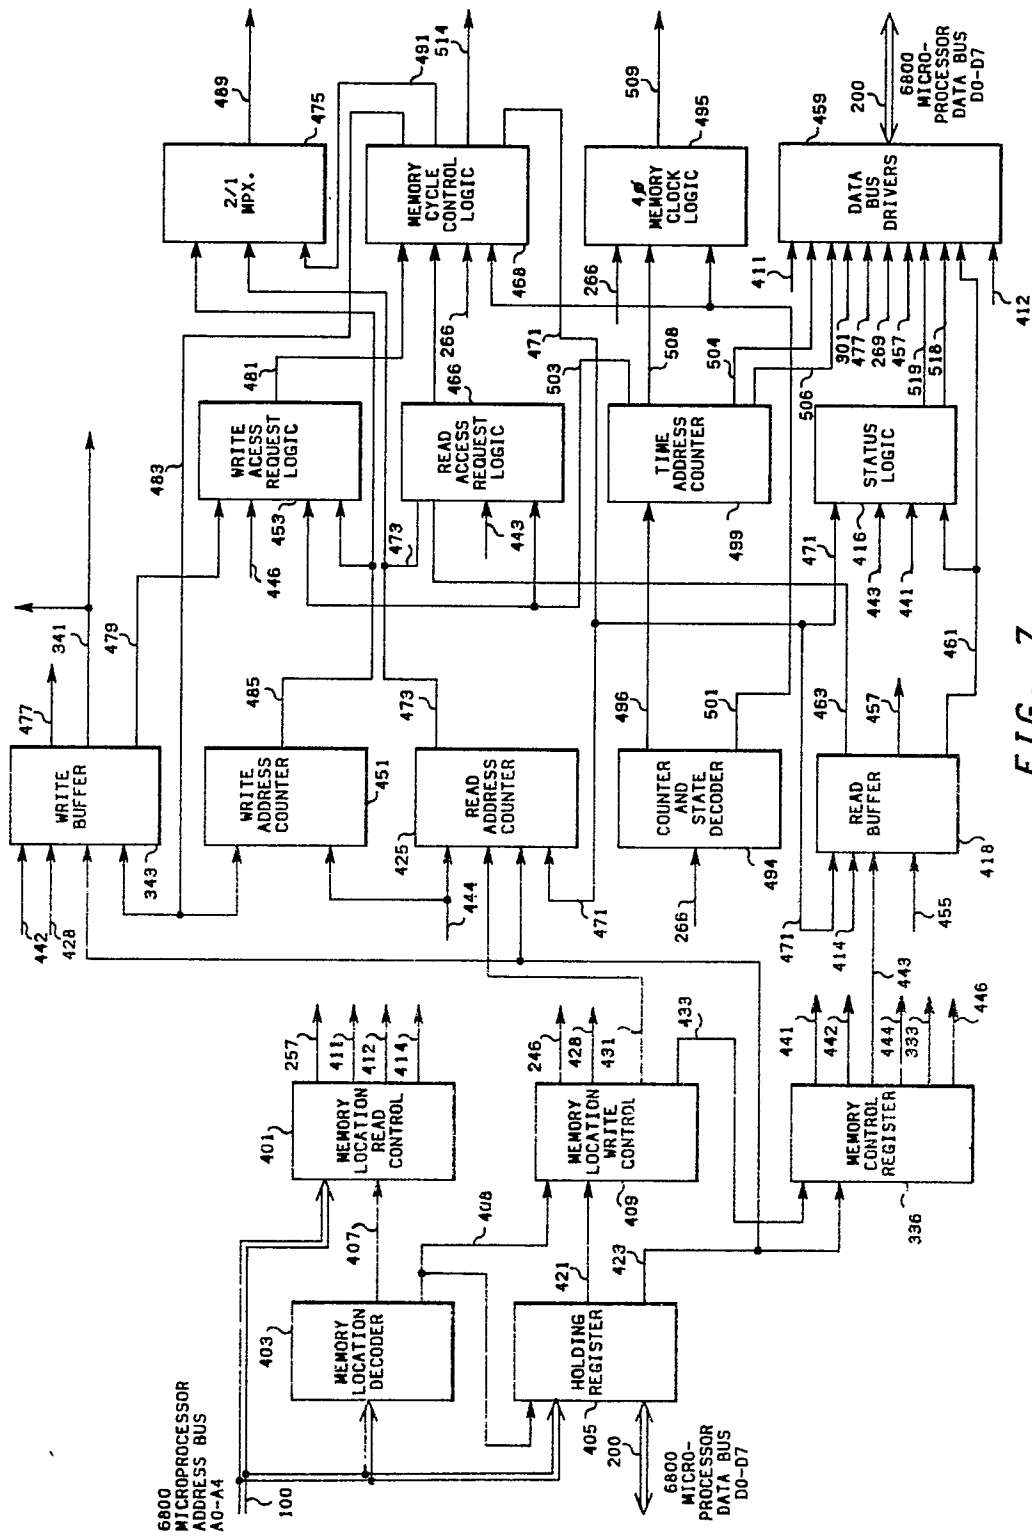 489
2/1
MPX.
475
491
514
MEMORY
CYCLE
CONTROL
LOGIC
468
509
4ø
MEMORY
CLOCK
LOGIC
495
459
DATA
BUS
DRIVERS
200
6800
MICRO-
PROCESSOR
DATA BUS
D0-D7
483
481
WRITE
ACESS
REQUEST
LOGIC
453
446
266
466
READ
ACCESS
REQUEST
LOGIC
473
443
471
503
266
508
504
506
TIME
ADDRESS
COUNTER
499
411
301
477
269
457
519
518
412
STATUS
LOGIC
416
471
443
441
461
341
479
477
WRITE
BUFFER
343
442
428
485
WRITE
ADDRESS
COUNTER
451
473
READ
ADDRESS
COUNTER
425
444
471
496
501
COUNTER
AND
STATE
DECODER
494
266
463
457
READ
BUFFER
418
471
414
443
455
257
411
412
414
MEMORY
LOCATION
READ
CONTROL
401
246
428
431
433
MEMORY
LOCATION
WRITE
CONTROL
409
441
442
444
333
446
MEMORY
CONTROL
REGISTER
336
407
408
MEMORY
LOCATION
DECODER
403
421
423
HOLDING
REGISTER
405
200
6800
MICRO-
PROCESSOR
DATA BUS
D0-D7
6800
MICROPROCESSOR
ADDRESS BUS
A0-A4
100
FIG. 7